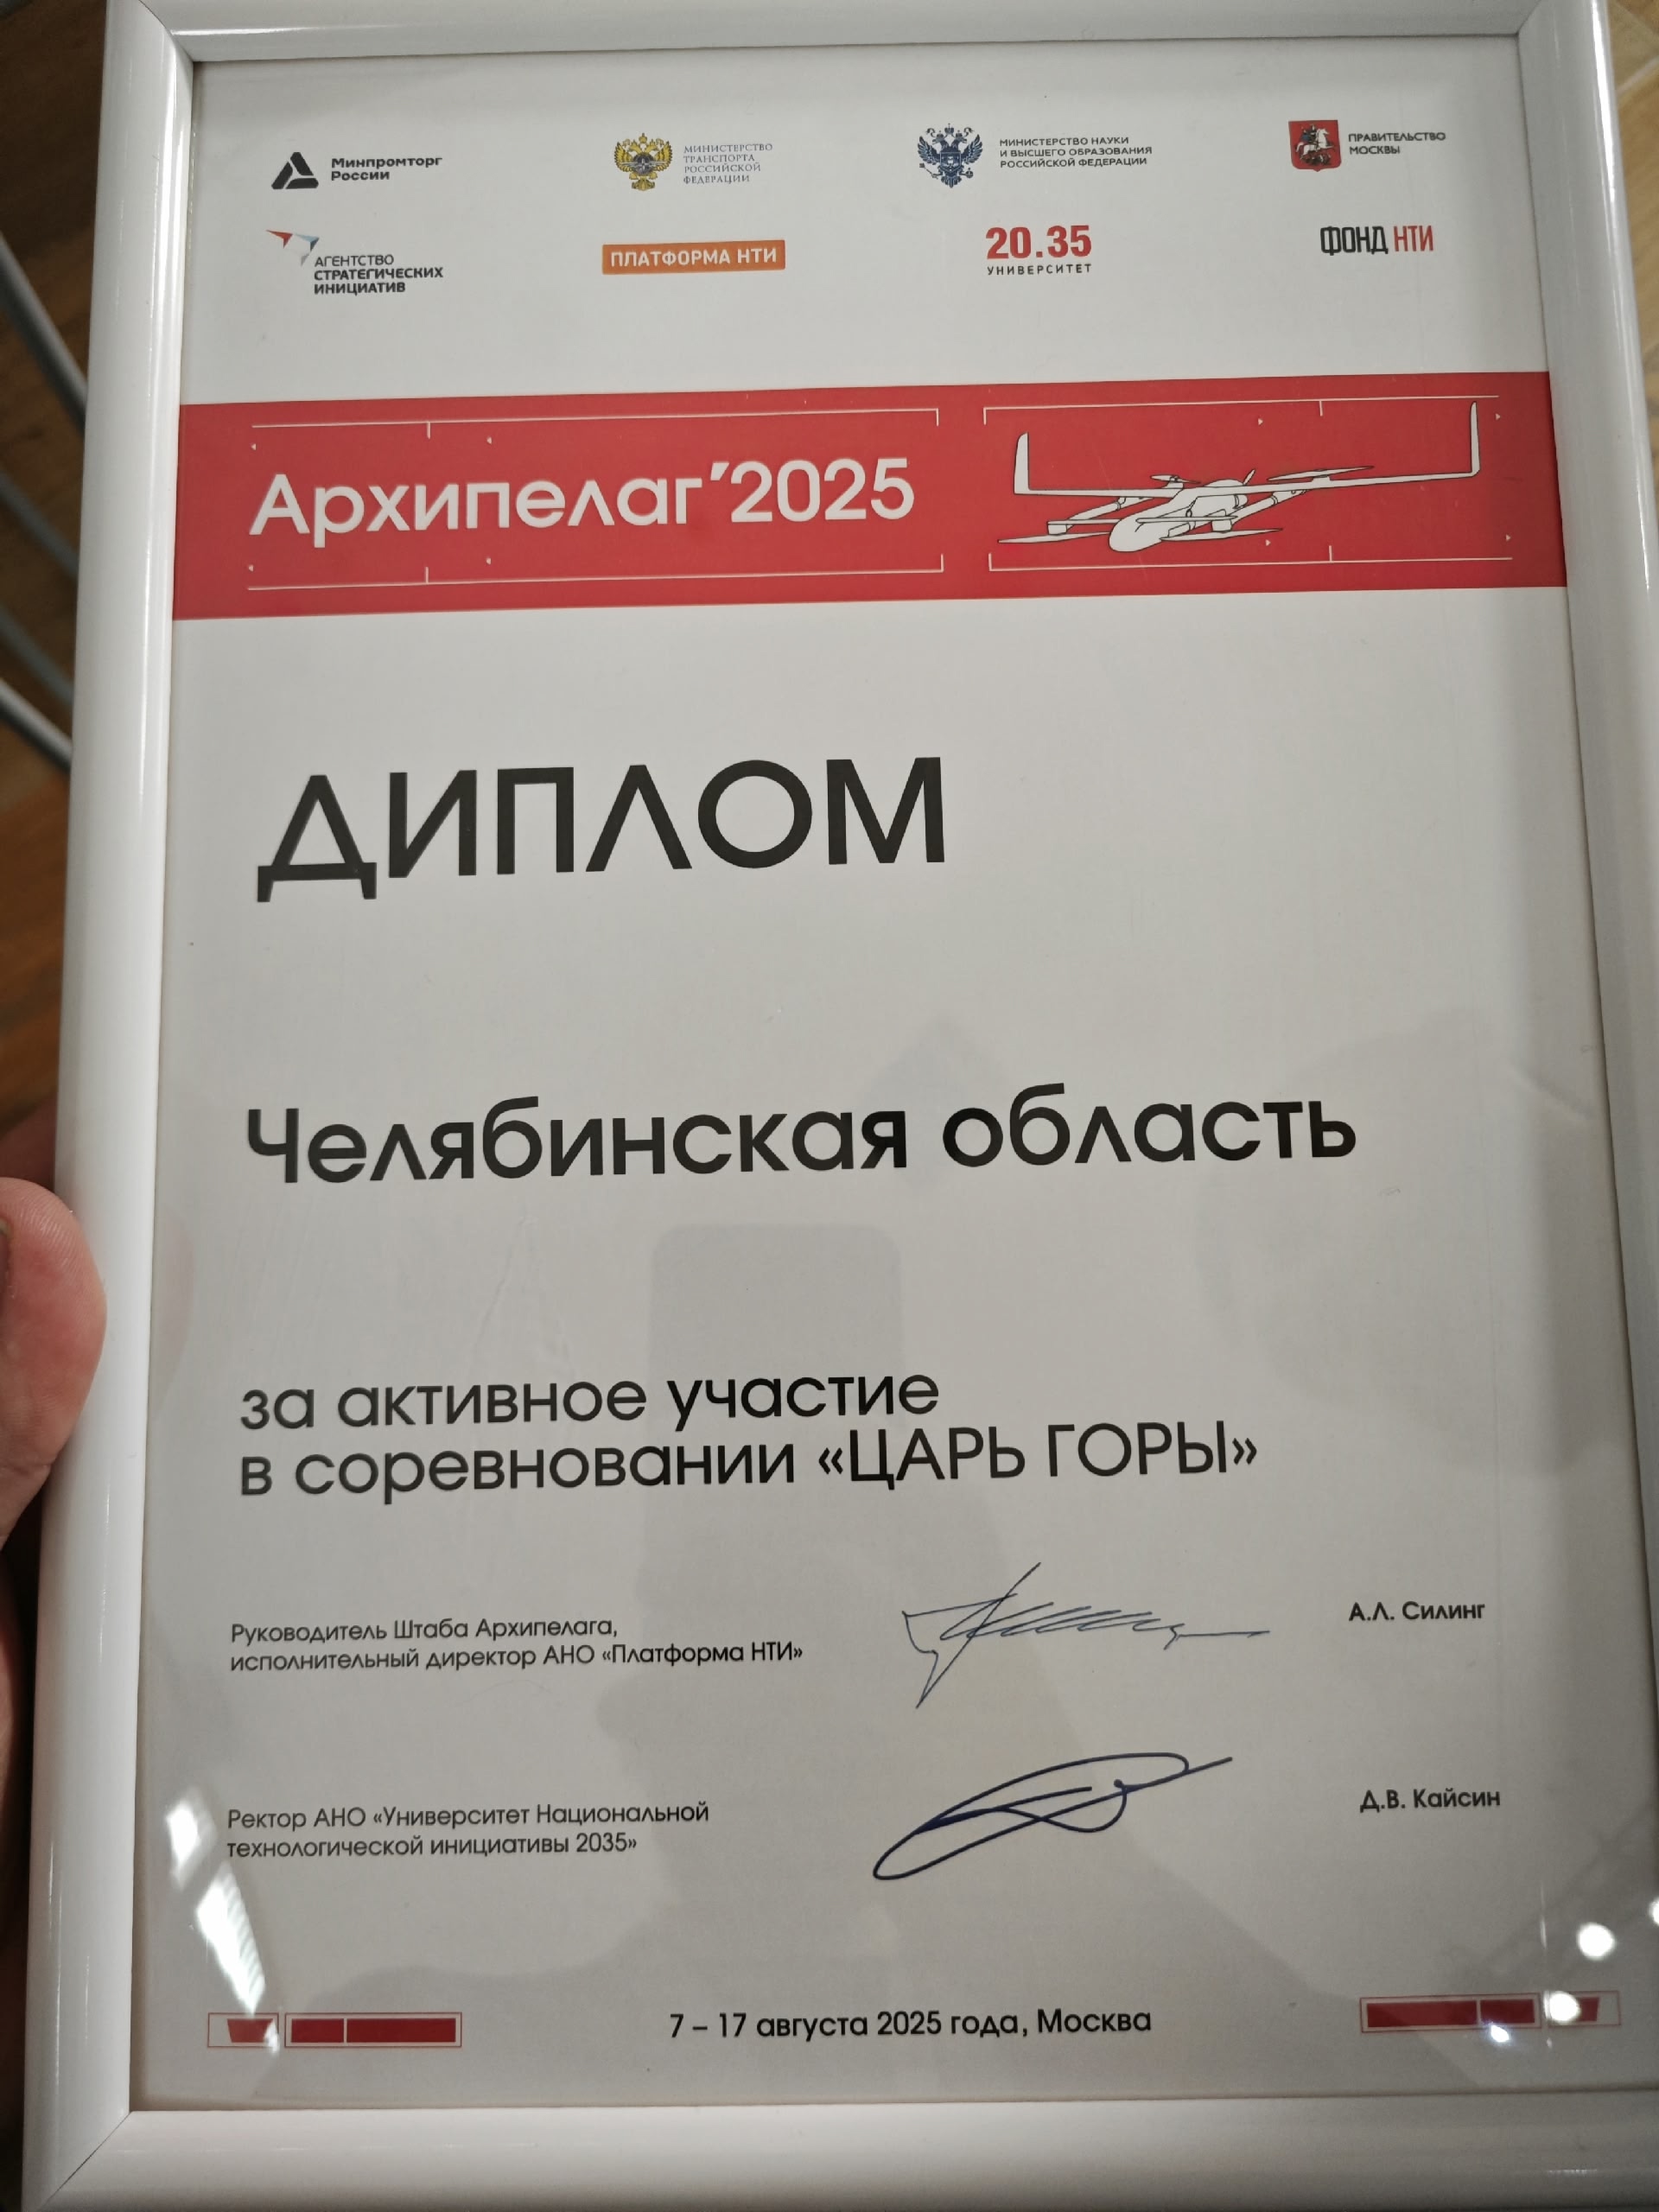 Минпромторг
России
МИНИСТЕРСТВО
ТРАНСПОРТА
РОССИЙСКОЙ
ФЕДЕРАЦИИ
МИНИСТЕРСТВО НАУКИ
И ВЫСШЕГО ОБРАЗОВАНИЯ
РОССИЙСКОЙ ФЕДЕРАЦИИ
ПРАВИТЕЛЬСТВО
МОСКВЫ
АГЕНТСТВО
СТРАТЕГИЧЕСКИХ
ИНИЦИАТИВ
ПЛАТФОРМА НТИ
20.35
УНИВЕРСИТЕТ
ФОНД НТИ
Архипелаг’2025
ДИПЛОМ
Челябинская область
за активное участие
в соревновании «ЦАРЬ ГОРЫ»
Руководитель Штаба Архипелага,
исполнительный директор АНО «Платформа НТИ»
А.Л. Силинг
Ректор АНО «Университет Национальной
технологической инициативы 2035»
Д.В. Кайсин
7 – 17 августа 2025 года, Москва